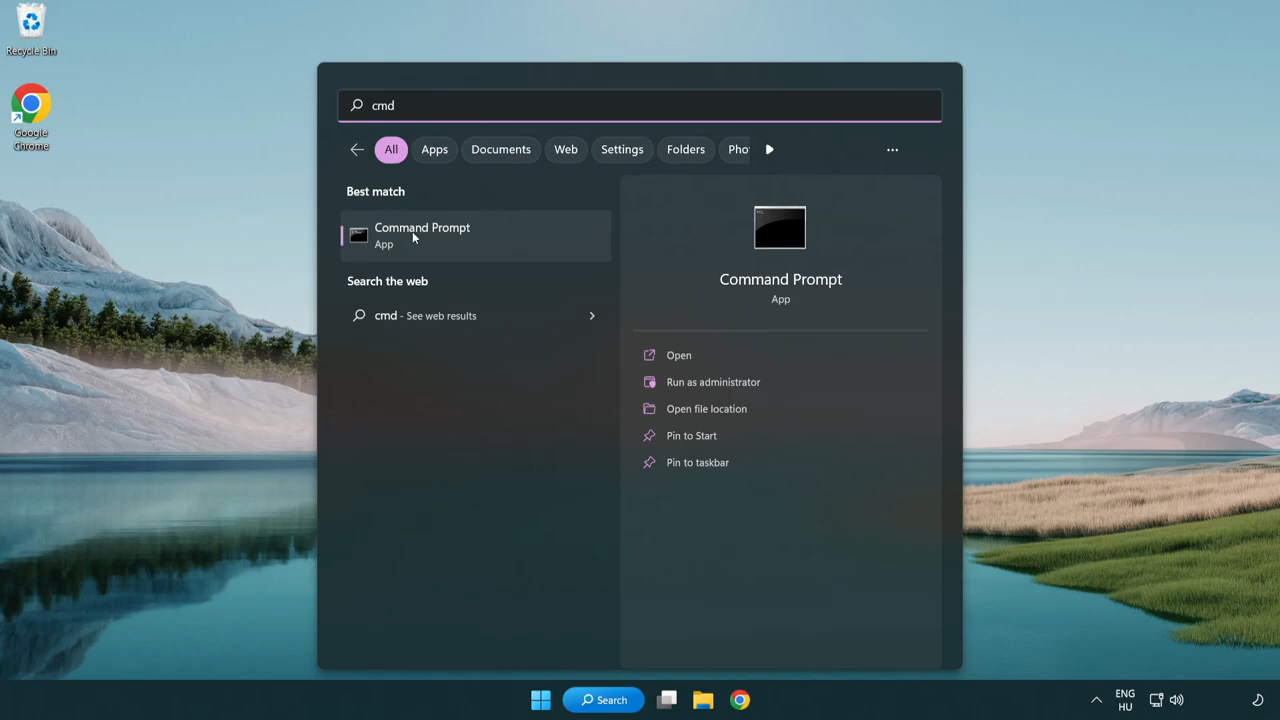 Recycle Bin
Google
Chrome
cmd
All
Apps
Documents
Web
Settings
Folders
Pho
Best match
Command Prompt
App
Search the web
cmd - See web results
Command Prompt
App
Open
Run as administrator
Open file location
Pin to Start
Pin to taskbar
Search
ENG
HU